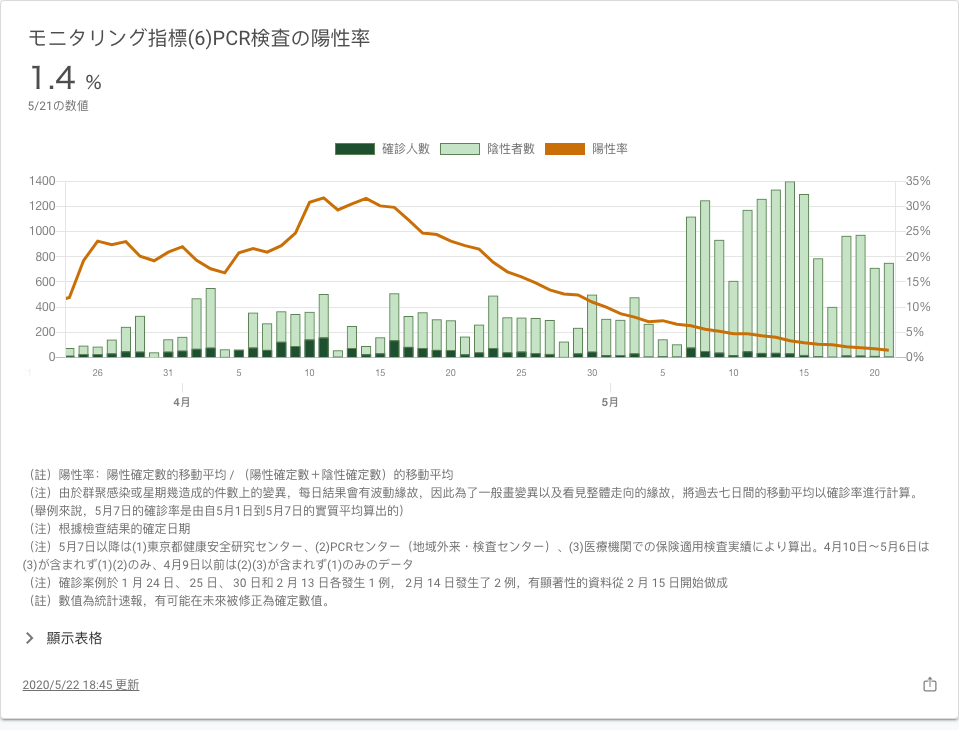 モニタリング指標(6)PCR検査の陽性率
1.4 %
5/21の数値
確診人數 陰性者數 陽性率
1400 35%
1200 30%
1000 25%
800 20%
600 15%
400 10%
200 5%
0 0%
26 31 5 10 15 20 25 30 5 10 15 20
4月 5月
（註）陽性率：陽性確定數的移動平均 / （陽性確定數＋陰性確定數）的移動平均
（注）由於群聚感染或星期幾造成的件數上的變異，每日結果會有波動緣故，因此為了一般畫變異以及看見整體走向的緣故，將過去七日間的移動平均以確診率進行計算。
（舉例來說，5月7日的確診率是由自5月1日到5月7日的實質平均算出的）
（注）根據檢查結果的確定日期
（注）5月7日以降は(1)東京都健康安全研究センター、(2)PCRセンター（地域外来・検査センター）、(3)医療機関での保険適用検査実績により算出。4月10日～5月6日は
(3)が含まれず(1)(2)のみ、4月9日以前は(2)(3)が含まれず(1)のみのデータ
（注）確診案例於 1 月 24 日、 25 日、 30 日和 2 月 13 日各發生 1 例， 2月 14 日發生了 2 例，有顯著性的資料從 2 月 15 日開始做成
（註）數值為統計速報，有可能在未來被修正為確定數值。
顯示表格
2020/5/22 18:45 更新